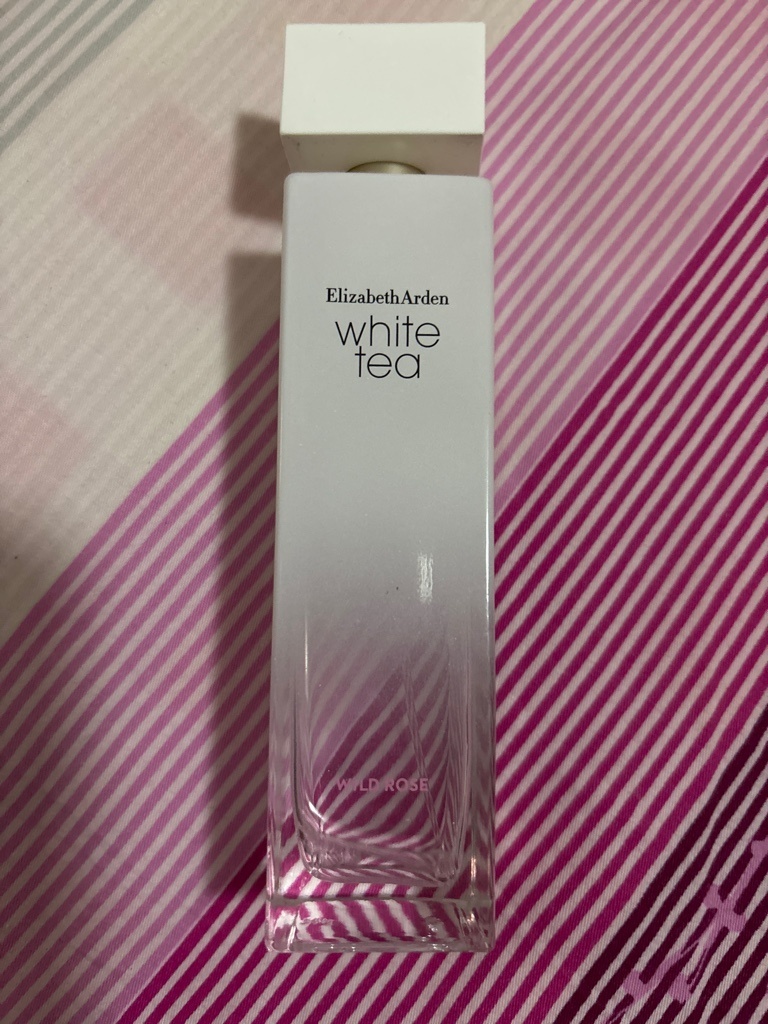 ElizabethArden
white
tea
WILD ROSE